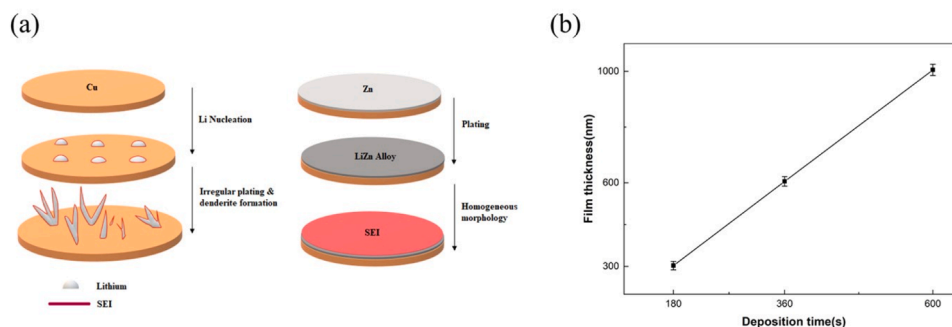 (a)
Cu
Li Nucleation
Irregular plating &
denderite formation
Lithium
SEI
Zn
Plating
LiZn Alloy
Homogeneous
morphology
SEI
(b)
Film thickness(nm)
1000
600
300
180
360
600
Deposition time(s)